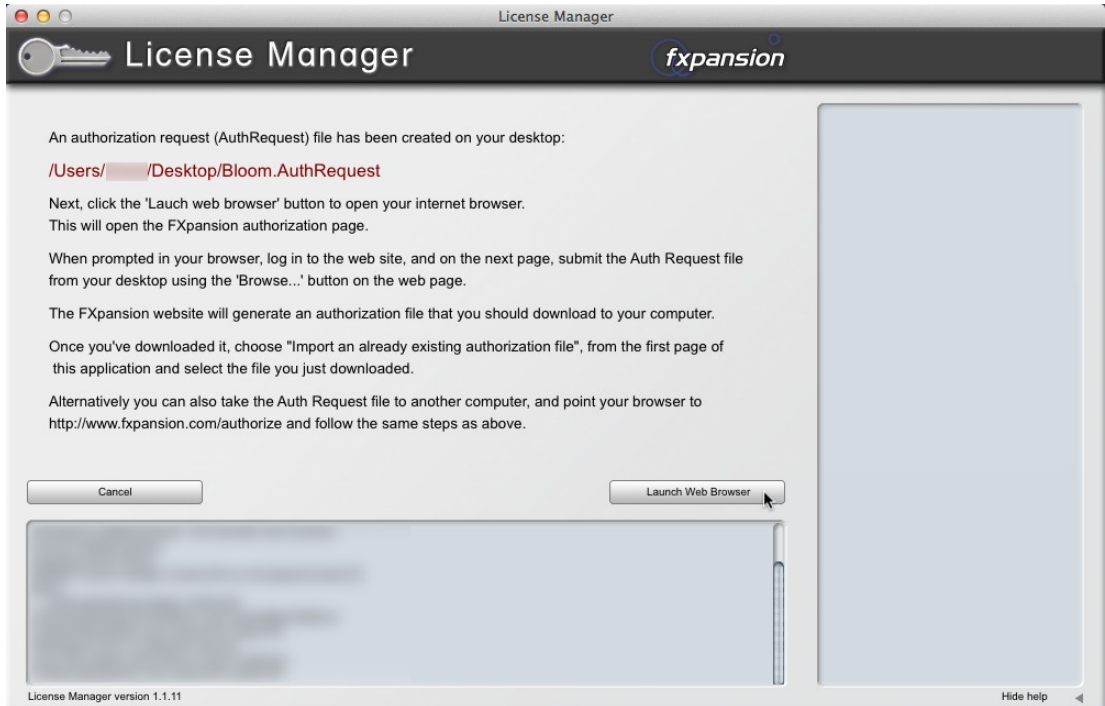 License Manager
License Manager
fxpansion
An authorization request (AuthRequest) file has been created on your desktop:
/Users/ /Desktop/Bloom.AuthRequest
Next, click the 'Lauch web browser' button to open your internet browser.
This will open the FXpansion authorization page.
When prompted in your browser, log in to the web site, and on the next page, submit the Auth Request file
from your desktop using the 'Browse...' button on the web page.
The FXpansion website will generate an authorization file that you should download to your computer.
Once you've downloaded it, choose "Import an already existing authorization file", from the first page of
this application and select the file you just downloaded.
Alternatively you can also take the Auth Request file to another computer, and point your browser to
http://www.fxpansion.com/authorize and follow the same steps as above.
Cancel
Launch Web Browser
License Manager version 1.1.11
Hide help